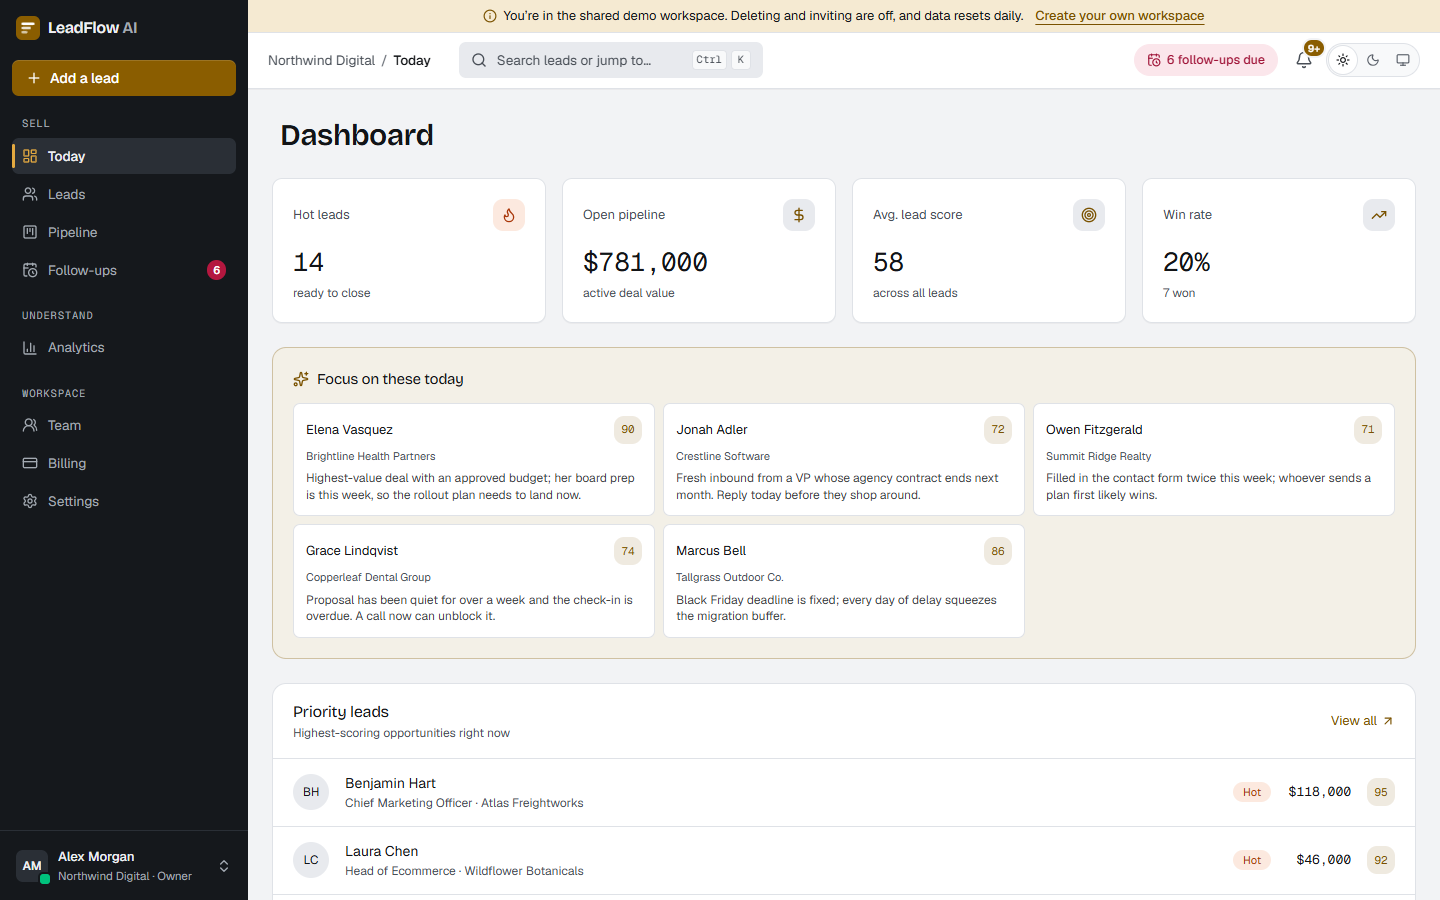 LeadFlow AI
Add a lead
SELL
Today
Leads
Pipeline
Follow-ups
6
UNDERSTAND
Analytics
WORKSPACE
Team
Billing
Settings
AM
Alex Morgan
Northwind Digital · Owner
You're in the shared demo workspace. Deleting and inviting are off, and data resets daily. Create your own workspace
Northwind Digital / Today
Search leads or jump to...
Ctrl K
6 follow-ups due
9+
Dashboard
Hot leads
14
ready to close
Open pipeline
$781,000
active deal value
Avg. lead score
58
across all leads
Win rate
20%
7 won
Focus on these today
Elena Vasquez
90
Brightline Health Partners
Highest-value deal with an approved budget; her board prep
is this week, so the rollout plan needs to land now.
Jonah Adler
72
Crestline Software
Fresh inbound from a VP whose agency contract ends next
month. Reply today before they shop around.
Owen Fitzgerald
71
Summit Ridge Realty
Filled in the contact form twice this week; whoever sends a
plan first likely wins.
Grace Lindqvist
74
Copperleaf Dental Group
Proposal has been quiet for over a week and the check-in is
overdue. A call now can unblock it.
Marcus Bell
86
Tallgrass Outdoor Co.
Black Friday deadline is fixed; every day of delay squeezes
the migration buffer.
Priority leads
Highest-scoring opportunities right now
View all
BH
Benjamin Hart
Chief Marketing Officer · Atlas Freightworks
Hot
$118,000
95
LC
Laura Chen
Head of Ecommerce · Wildflower Botanicals
Hot
$46,000
92